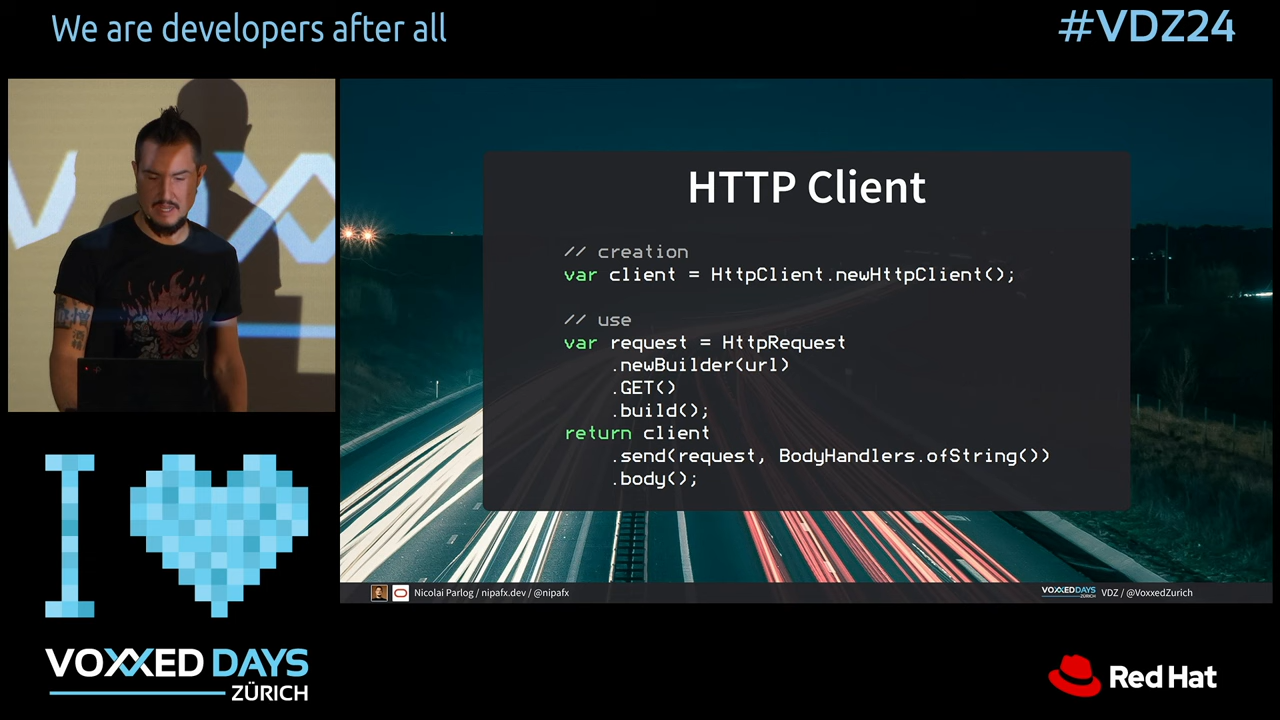 We are developers after all
#VDZ24
HTTP Client
// creation
var client = HttpClient.newHttpClient();
// use
var request = HttpRequest
.newBuilder(url)
.GET()
.build();
return client
.send(request, BodyHandlers.ofString())
.body();
Nicolai Parlog / nipafx.dev / @nipafx
VOXXED DAYS
ZÜRICH
VDZ / @VoxxedZurich
I
VOXXED DAYS
ZÜRICH
Red Hat